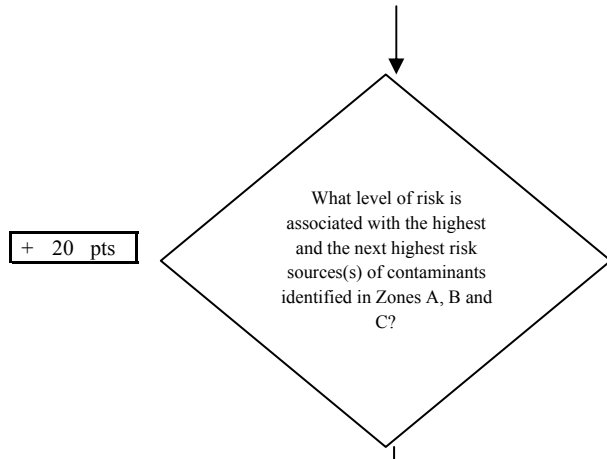 What level of risk is
associated with the highest
and the next highest risk
sources(s) of contaminants
identified in Zones A, B and
C?
+ 20 pts